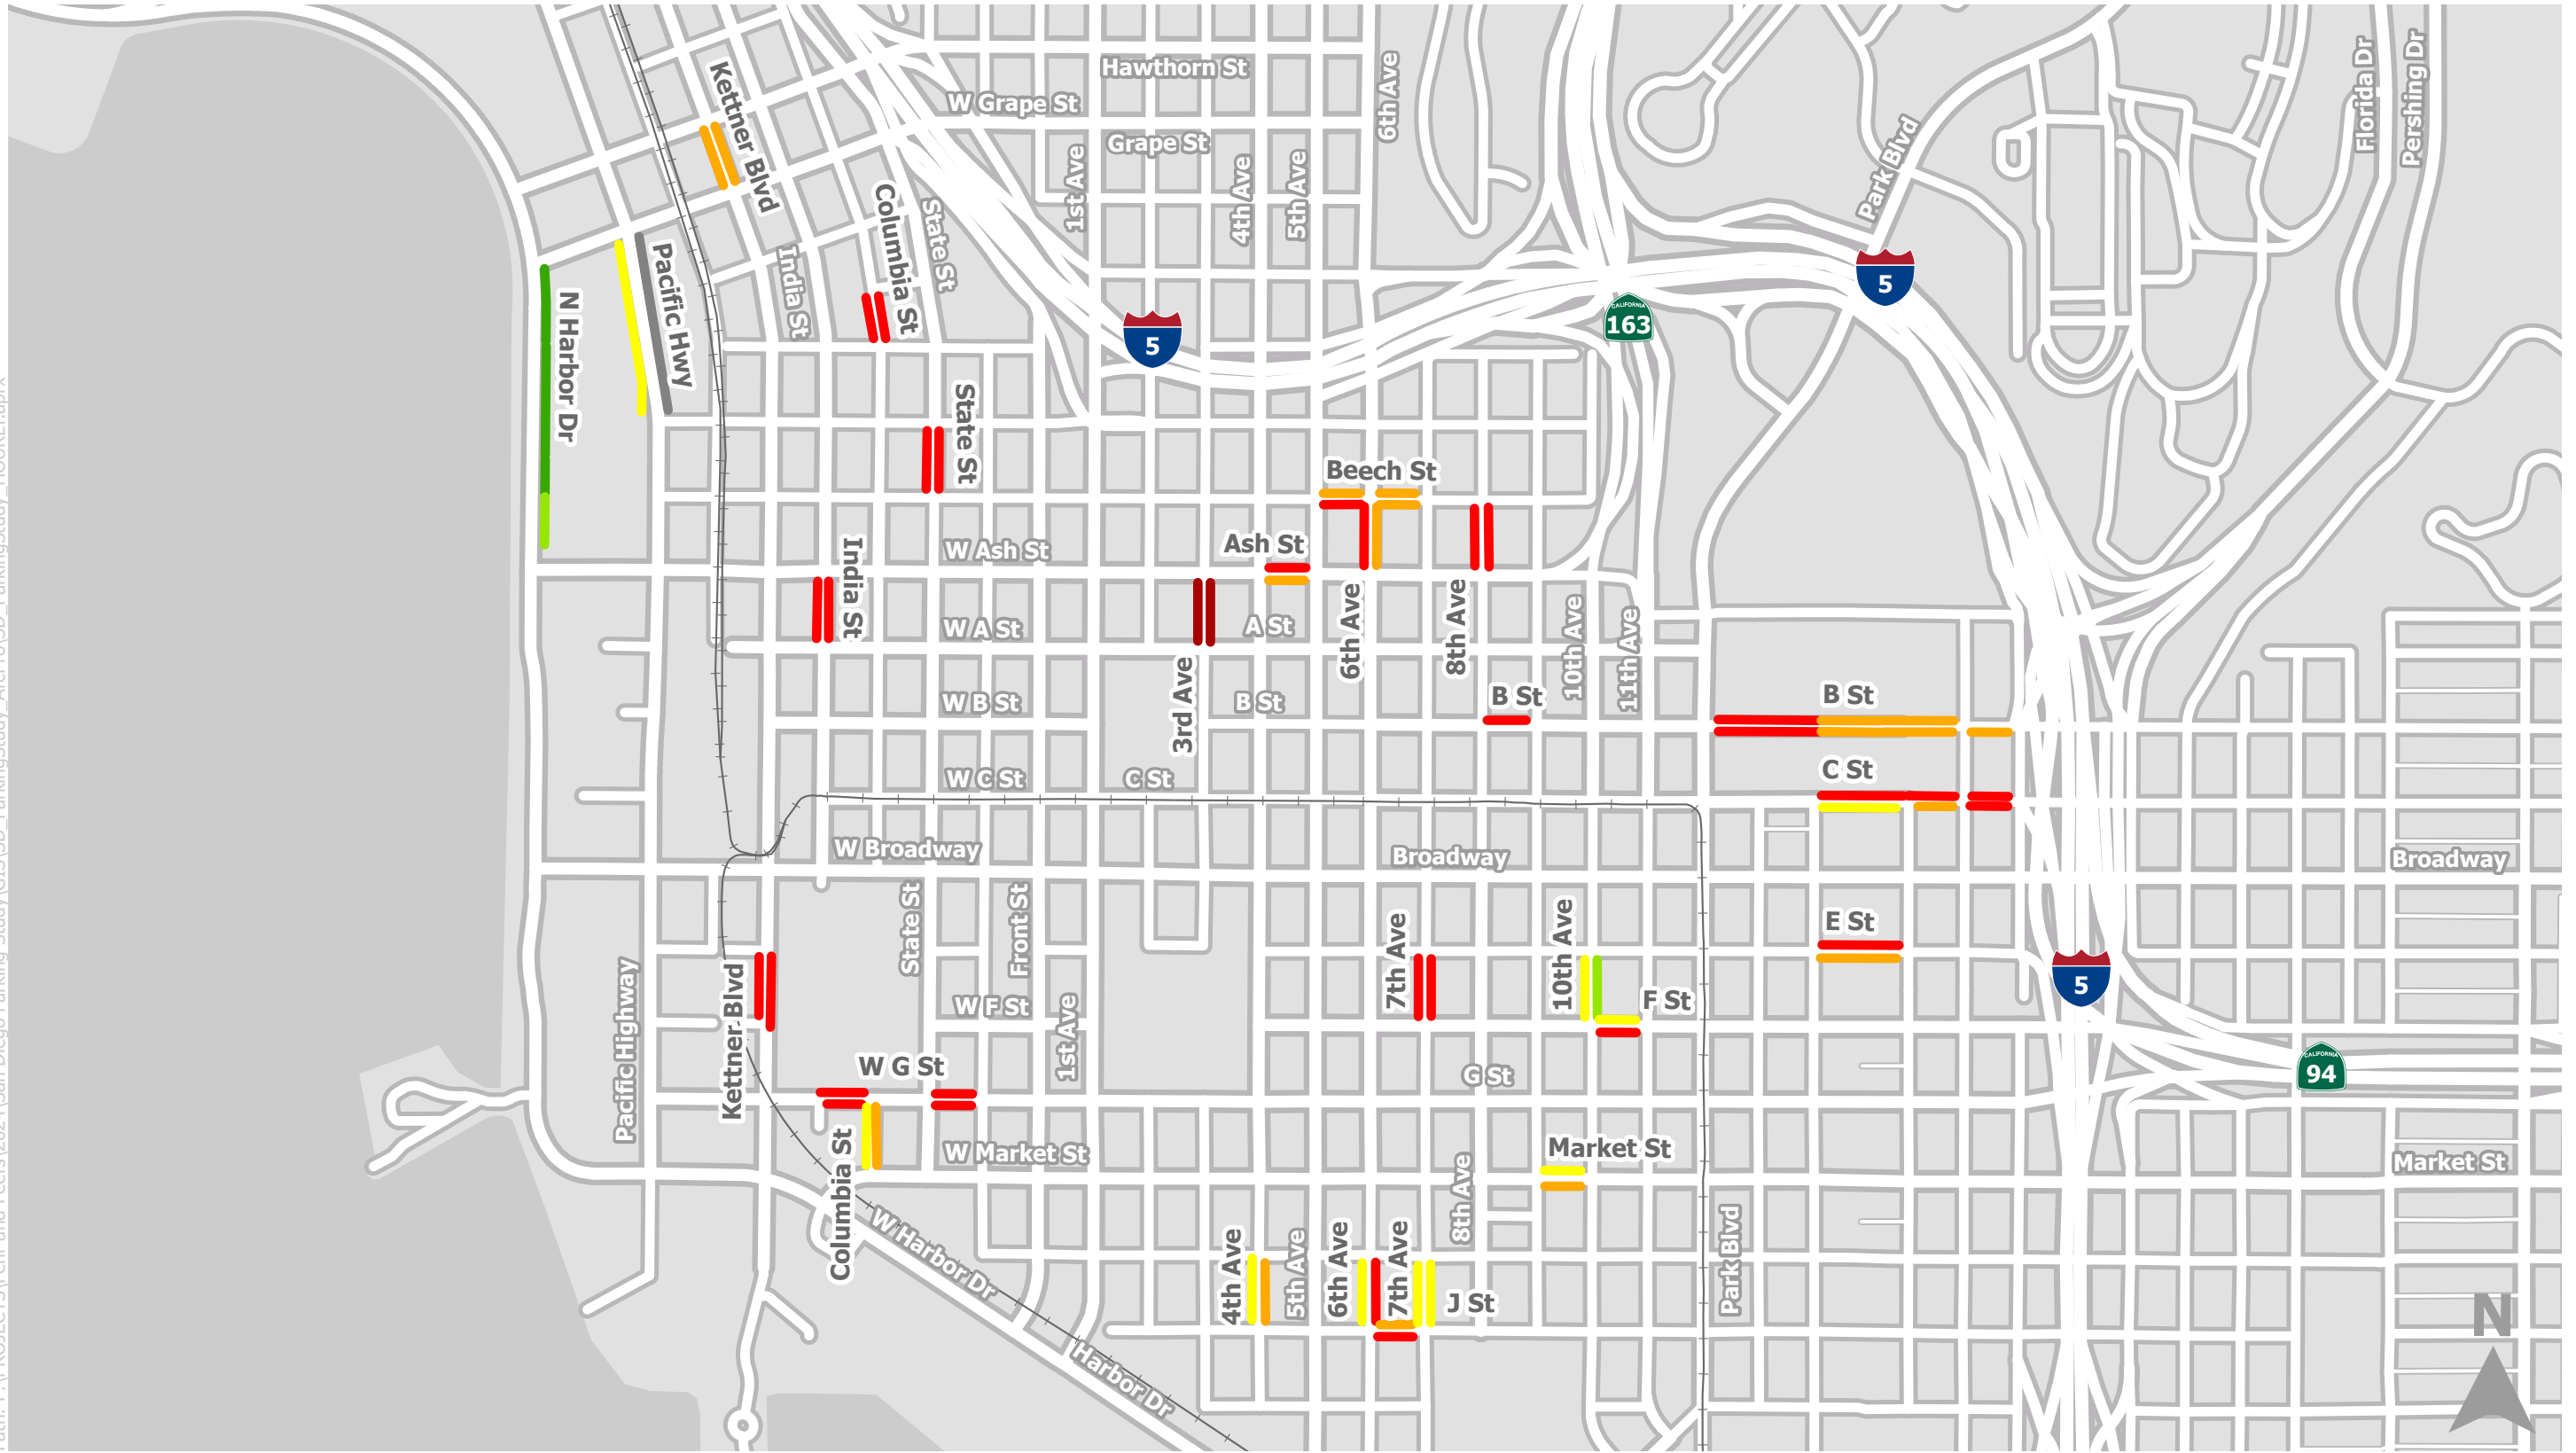 Hawthorn St
W Grape St
Grape St
6th Ave
Florida Dr
Pershing Dr
Kettner Blvd
1st Ave
4th Ave
5th Ave
Park Blvd
Columbia St
State St
India St
Pacific Hwy
N Harbor Dr
5
CALIFORNIA
163
5
State St
Beech St
W Ash St
Ash St
India St
W A St
A St
6th Ave
8th Ave
10th Ave
11th Ave
3rd Ave
W B St
B St
B St
B St
W C St
C St
C St
W Broadway
Broadway
Broadway
State St
Front St
7th Ave
10th Ave
E St
Pacific Highway
Kettner Blvd
W F St
1st Ave
F St
5
W G St
G St
CALIFORNIA
94
Columbia St
W Market St
8th Ave
Market St
Market St
W Harbor Dr
4th Ave
5th Ave
6th Ave
7th Ave
J St
Park Blvd
Harbor Dr
N